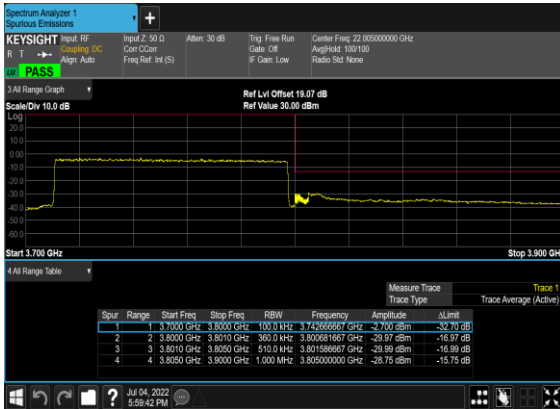 Spectrum Analyzer 1
Spurious Emissions
+
KEYSIGHT Input: RF Input Z: 50 Ω Atten: 30 dB Trig: Free Run Center Freq: 22.005000000 GHz
R T Coupling: DC Corr CCorr Gate: Off Avg|Hold: 100/100
Align: Auto Freq Ref: Int (S) IF Gain: Low Radio Std: None
PASS
3 All Range Graph
Ref Lvl Offset 19.07 dB
Scale/Div 10.0 dB Ref Value 30.00 dBm
Log
20.0
10.0
0.00
-10.0
-20.0
-30.0
-40.0
-50.0
-60.0
Start 3.700 GHz Stop 3.900 GH
4 All Range Table
Measure Trace Trace 1
Trace Type Trace Average (Active)
Spur Range Start Freq Stop Freq RBW Frequency Amplitude ΔLimit
1 1 3.7000 GHz 3.8000 GHz 100.0 kHz 3.742666667 GHz -2.700 dBm -32.70 dB
2 2 3.8000 GHz 3.8010 GHz 360.0 kHz 3.800681667 GHz -29.97 dBm -16.97 dB
3 3 3.8010 GHz 3.8050 GHz 510.0 kHz 3.801586667 GHz -29.99 dBm -16.99 dB
4 4 3.8050 GHz 3.9000 GHz 1.000 MHz 3.805000000 GHz -28.75 dBm -15.75 dB
? Jul 04, 2022
5:59:42 PM